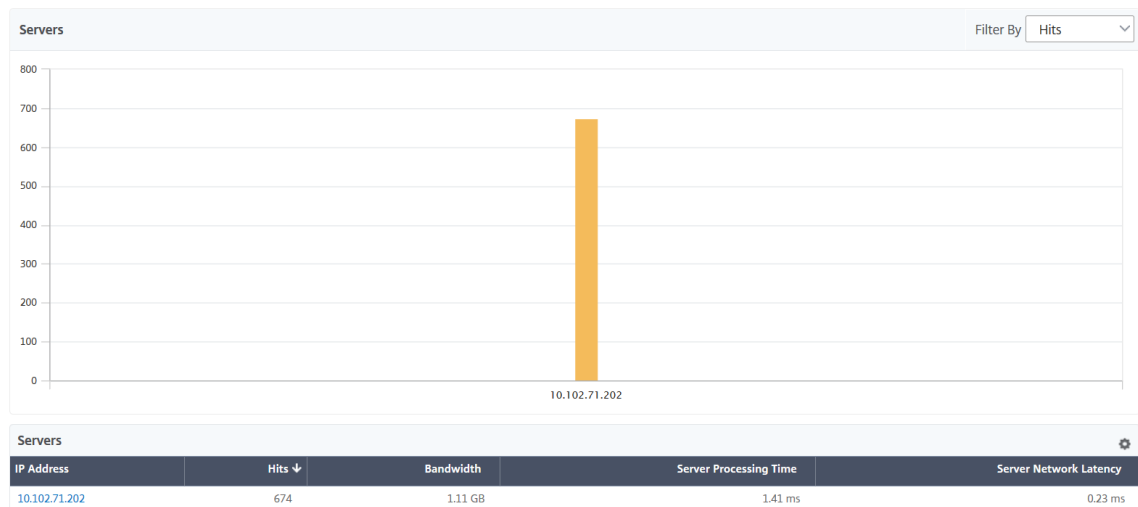 Servers
Filter By Hits
800
700
600
500
400
300
200
100
0
10.102.71.202
Servers
IP Address Hits Bandwidth Server Processing Time Server Network Latency
10.102.71.202 674 1.11 GB 1.41 ms 0.23 ms